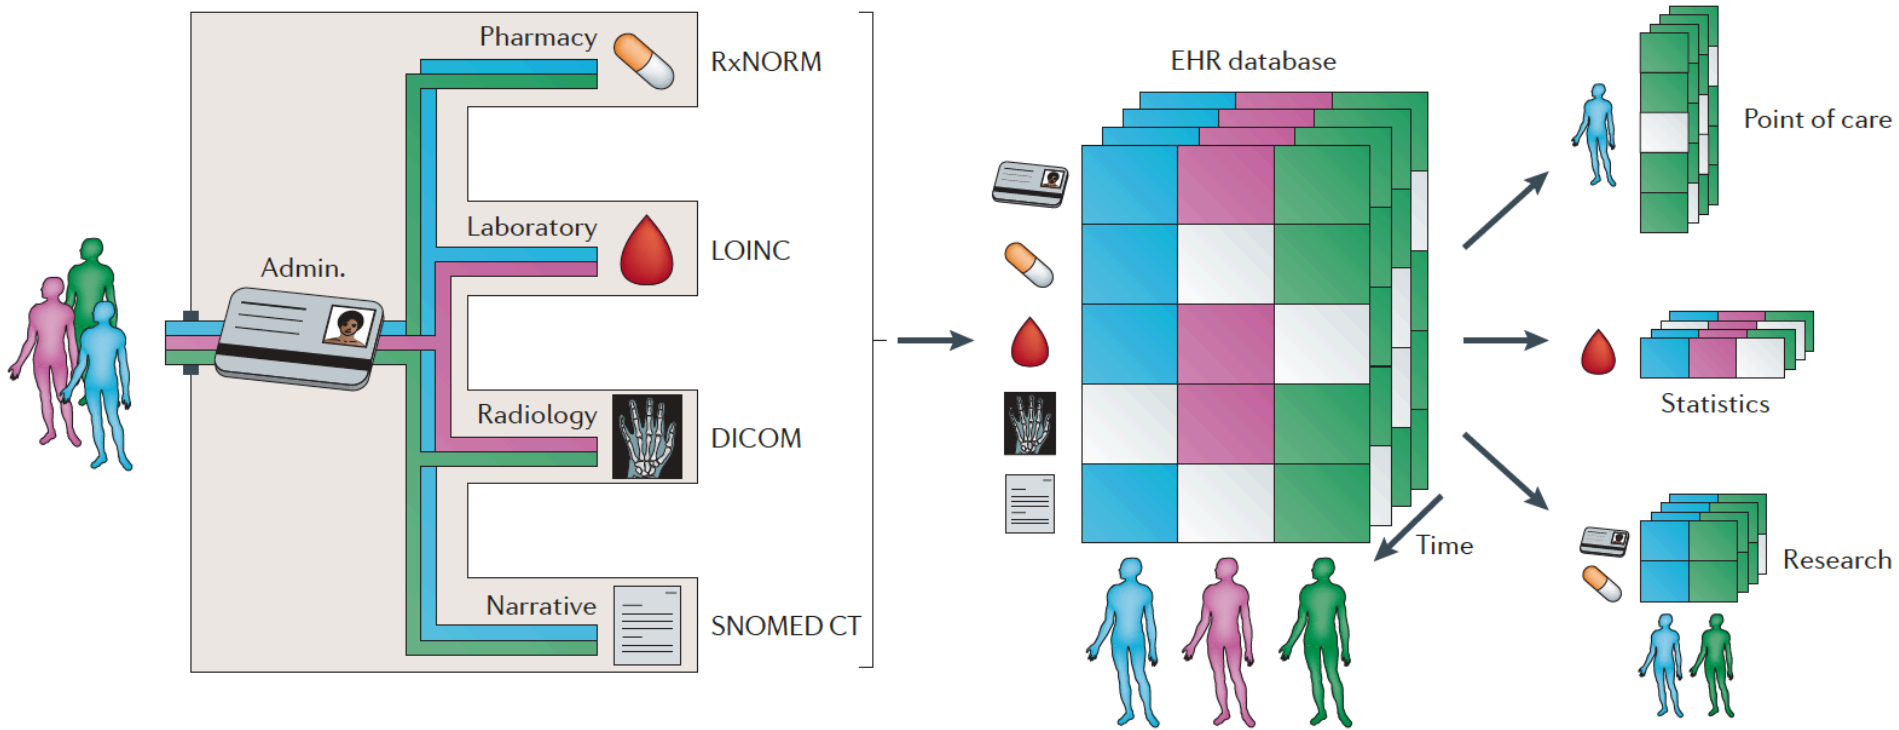 Pharmacy
RxNORM
Laboratory
LOINC
Admin.
Radiology
DICOM
Narrative
SNOMED CT
EHR database
Time
Point of care
Statistics
Research